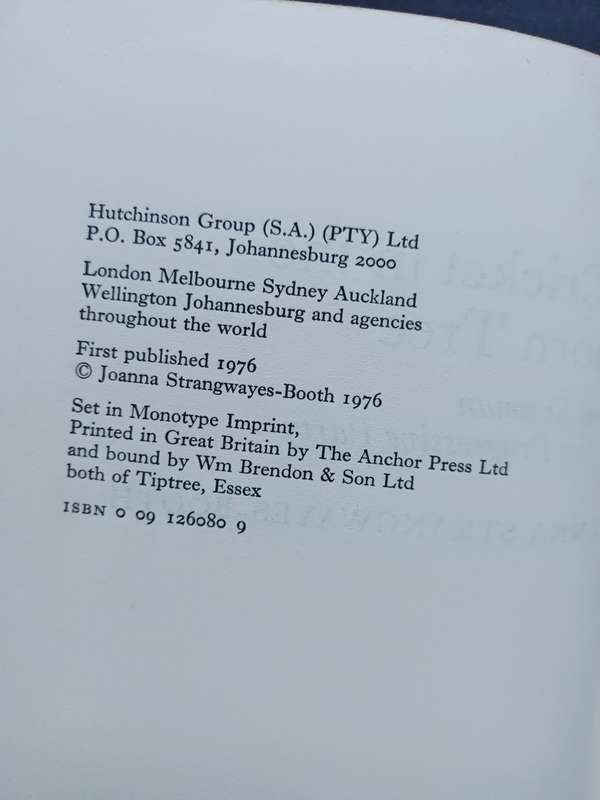 Hutchinson Group (S.A.) (PTY) Ltd
P.O. Box 5841, Johannesburg 2000
London Melbourne Sydney Auckland
Wellington Johannesburg and agencies
throughout the world
First published 1976
© Joanna Strangwayes-Booth 1976
Set in Monotype Imprint,
Printed in Great Britain by The Anchor Press Ltd
and bound by Wm Brendon & Son Ltd
both of Tiptree, Essex
ISBN 0 09 126080 9